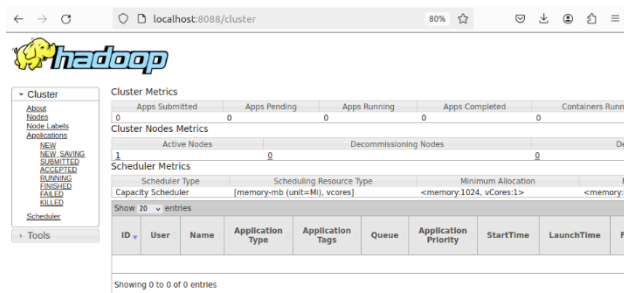 localhost:8088/cluster
80%
hadoop
Cluster
About
Nodes
Node Labels
Applications
NEW
NEW_SAVING
SUBMITTED
ACCEPTED
RUNNING
FINISHED
FAILED
KILLED
Scheduler
Tools
Cluster Metrics
Apps Submitted Apps Pending Apps Running Apps Completed Containers Runn
0 0 0 0 0
Cluster Nodes Metrics
Active Nodes Decommissioning Nodes De
1 0 0
Scheduler Metrics
Scheduler Type Scheduling Resource Type Minimum Allocation
Capacity Scheduler [memory-mb (unit=Mi), vcores] <memory:1024, vCores:1> <memory:
Show 20 entries
ID User Name Application Type Application Tags Queue Application Priority StartTime LaunchTime F
Showing 0 to 0 of 0 entries